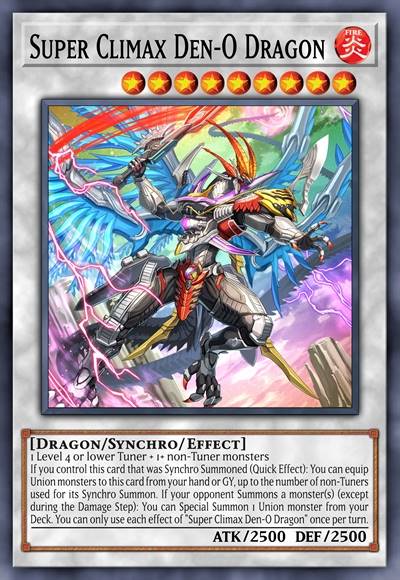 Super Climax Den-O Dragon
FIRE
炎
[Dragon/Synchro/Effect]
1 Level 4 or lower Tuner + 1+ non-Tuner monsters
If you control this card that was Synchro Summoned (Quick Effect): You can equip
Union monsters to this card from your hand or GY, up to the number of non-Tuners
used for its Synchro Summon. If your opponent Summons a monster(s) (except
during the Damage Step): You can Special Summon 1 Union monster from your
Deck. You can only use each effect of "Super Climax Den-O Dragon" once per turn.
ATK/2500 DEF/2500